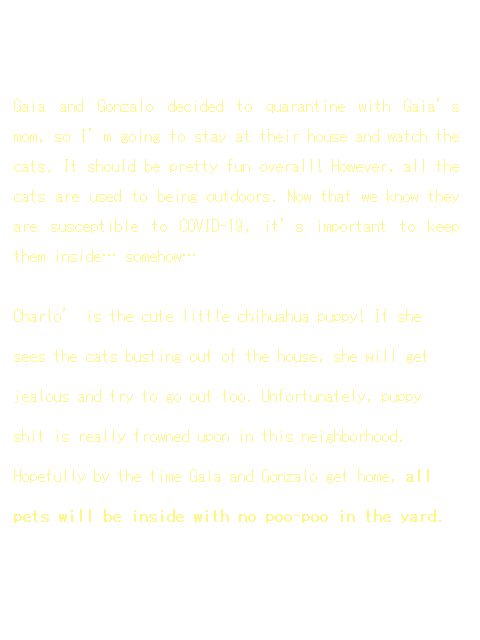 Gaia and Gonzalo decided to quarantine with Gaia's
mom, so I'm going to stay at their house and watch the
cats. It should be pretty fun overall! However, all the
cats are used to being outdoors. Now that we know they
are susceptible to COVID-19, it's important to keep
them inside… somehow…
Charlo' is the cute little chihuahua puppy! If she
sees the cats busting out of the house, she will get
jealous and try to go out too. Unfortunately, puppy
shit is really frowned upon in this neighborhood.
Hopefully by the time Gaia and Gonzalo get home, all
pets will be inside with no poo-poo in the yard.